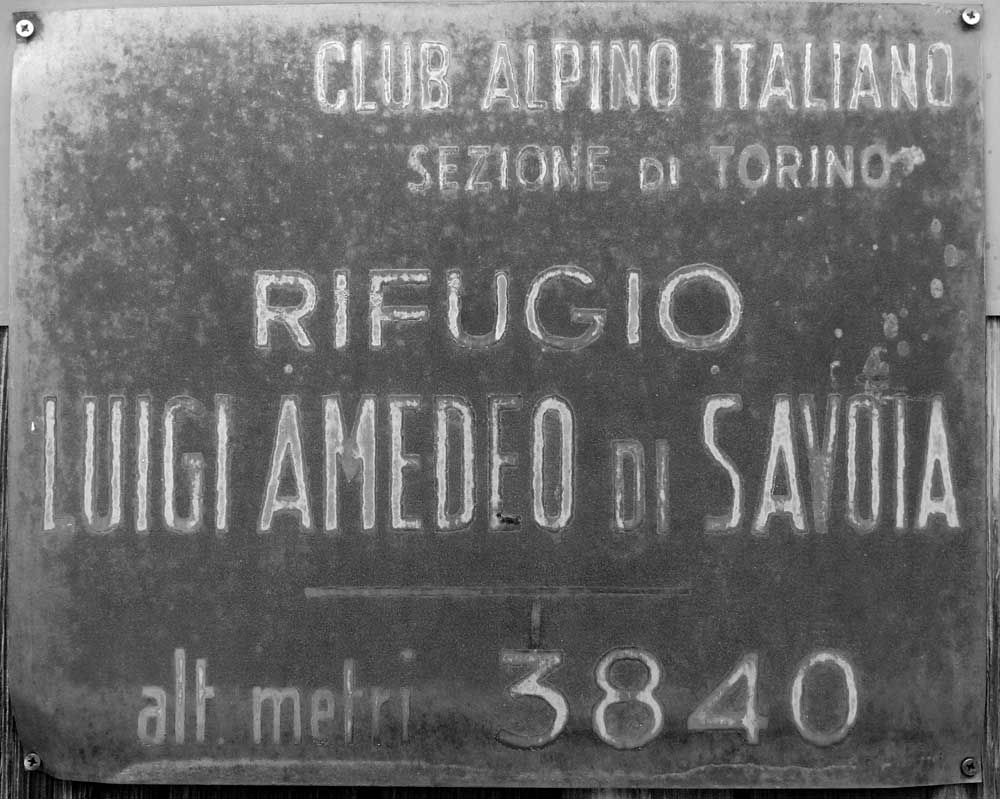 CLUB ALPINO ITALIANO
SEZIONE DI TORINO
RIFUGIO
LUIGI AMEDEO DI SAVOIA
alt. metri 3840